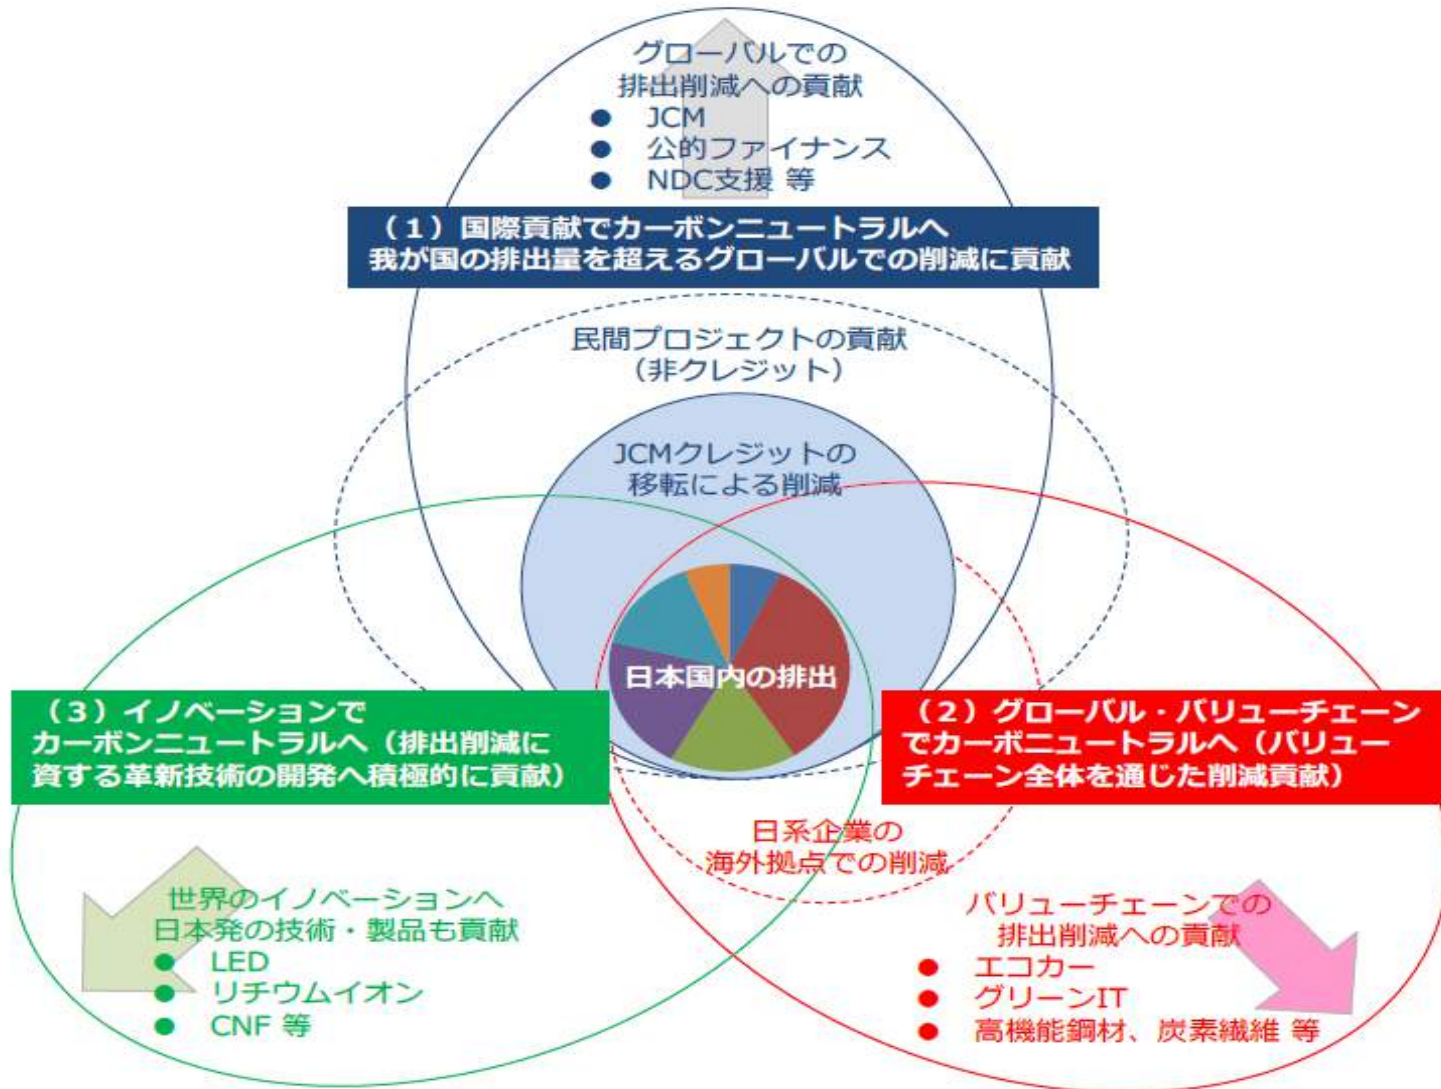 グローバルでの
排出削減への貢献
● JCM
● 公的ファイナンス
● NDC支援 等
（１）国際貢献でカーボンニュートラルへ
我が国の排出量を超えるグローバルでの削減に貢献
民間プロジェクトの貢献
（非クレジット）
JCMクレジットの
移転による削減
日本国内の排出
（３）イノベーションで
カーボンニュートラルへ（排出削減に
資する革新技術の開発へ積極的に貢献）
（２）グローバル・バリューチェーン
でカーボニュートラルへ（バリュー
チェーン全体を通じた削減貢献）
日系企業の
海外拠点での削減
世界のイノベーションへ
日本発の技術・製品も貢献
● LED
● リチウムイオン
● CNF 等
バリューチェーンでの
排出削減への貢献
● エコカー
● グリーンIT
● 高機能鋼材、炭素繊維 等